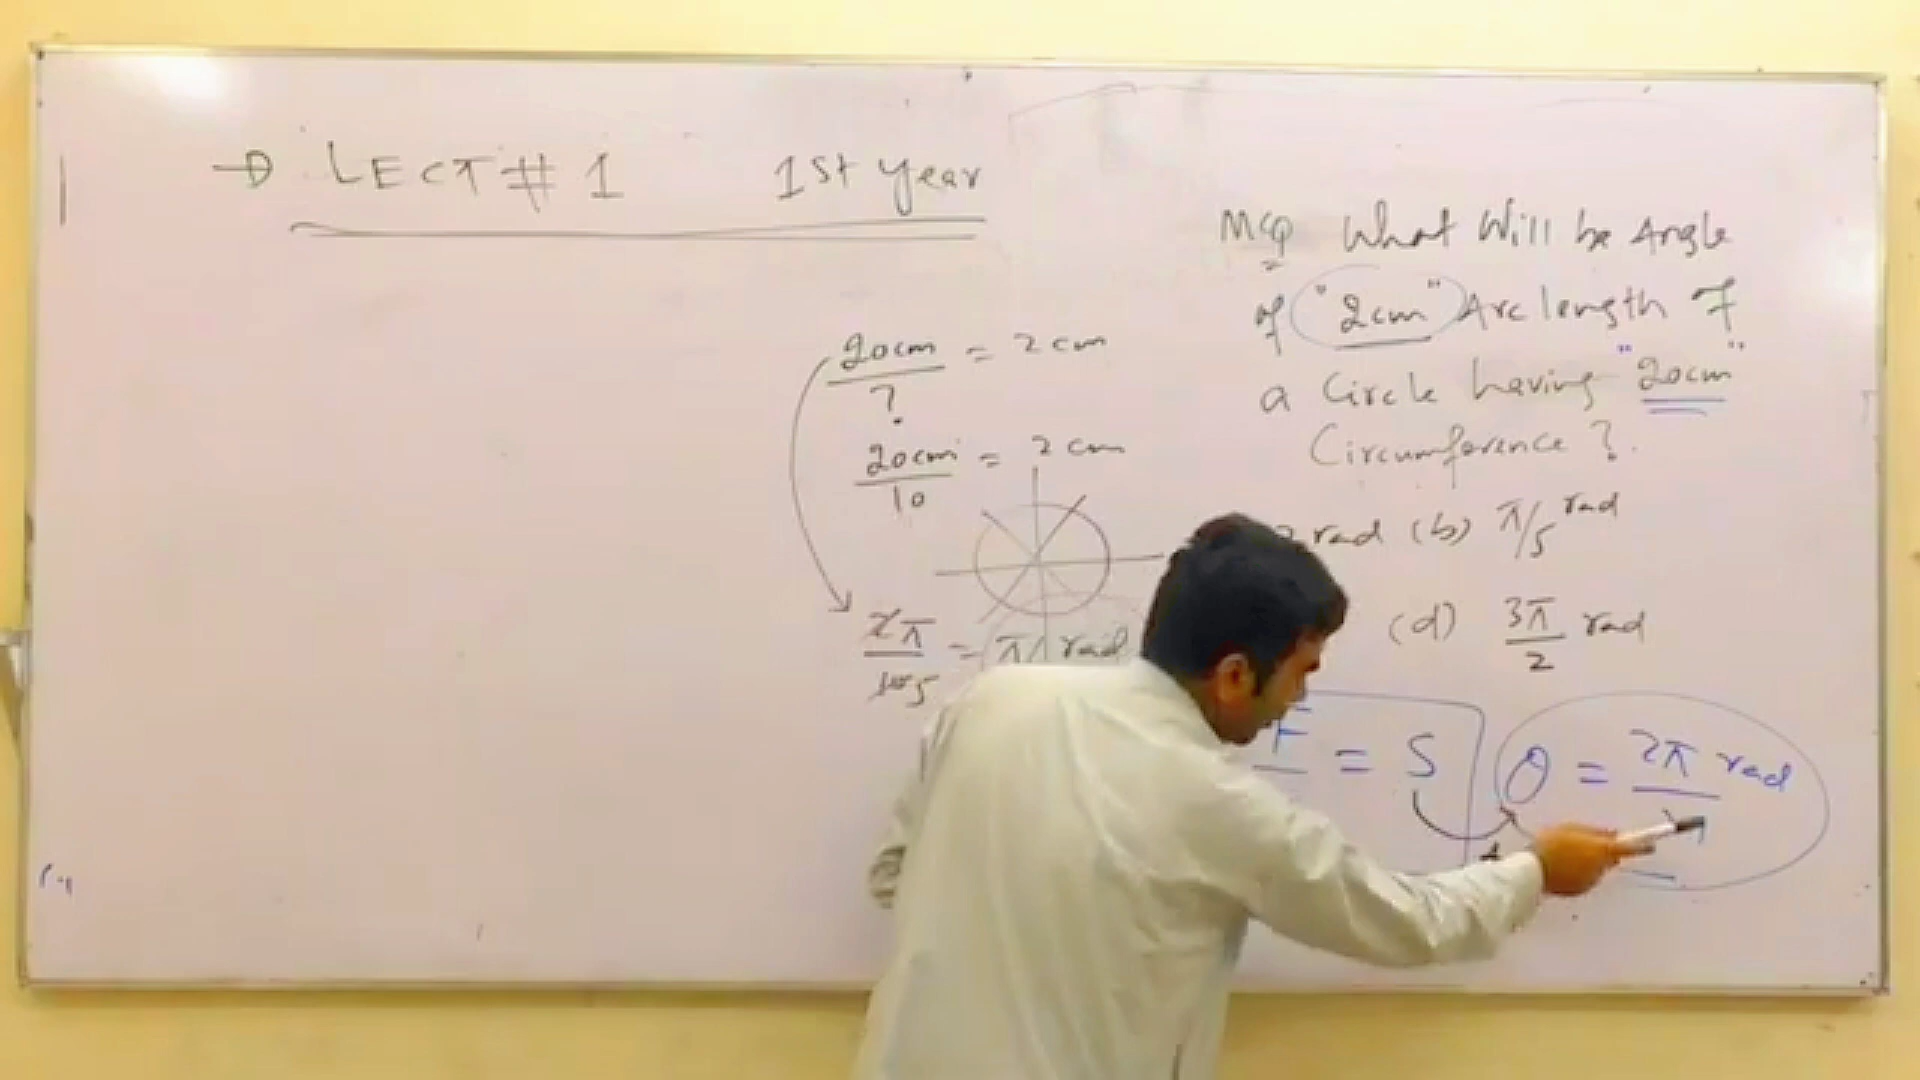 LECT # 1 1st year
MCQ What Will be Angle
of "2cm" Arc length of
a Circle having "20cm"
Circumference ?
rad (b) π/5 rad
(d) 3π/2 rad
20cm/? = 2cm
20cm/10 = 2cm
2π/10 5 = π/ rad
= S
θ = 2π rad